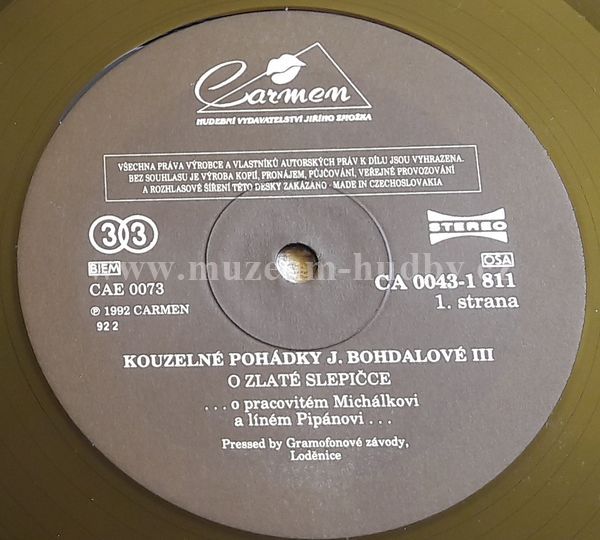 Carmen
HUDEBNÍ VYDAVATELSTVÍ JIŘÍHO SMOŽKA
VŠECHNA PRÁVA VÝROBCE A VLASTNÍKŮ AUTORSKÝCH PRÁV K DÍLU JSOU VYHRAZENA.
BEZ SOUHLASU JE VÝROBA KOPIÍ, PRONÁJEM, PŮJČOVÁNÍ, VEŘEJNÉ PROVOZOVÁNÍ
A ROZHLASOVÉ ŠÍŘENÍ TÉTO DESKY ZAKÁZÁNO - MADE IN CZECHOSLOVAKIA
33
STEREO
BIEM
OSA
www.muzeum-hudby.cz
CAE 0073
CA 0043-1 811
℗ 1992 CARMEN
1. strana
92 2
KOUZELNÉ POHÁDKY J. BOHDALOVÉ III
O ZLATÉ SLEPIČCE
. . . o pracovitém Michálkovi
a líném Pipánovi . . .
Pressed by Gramofonové závody,
Loděnice